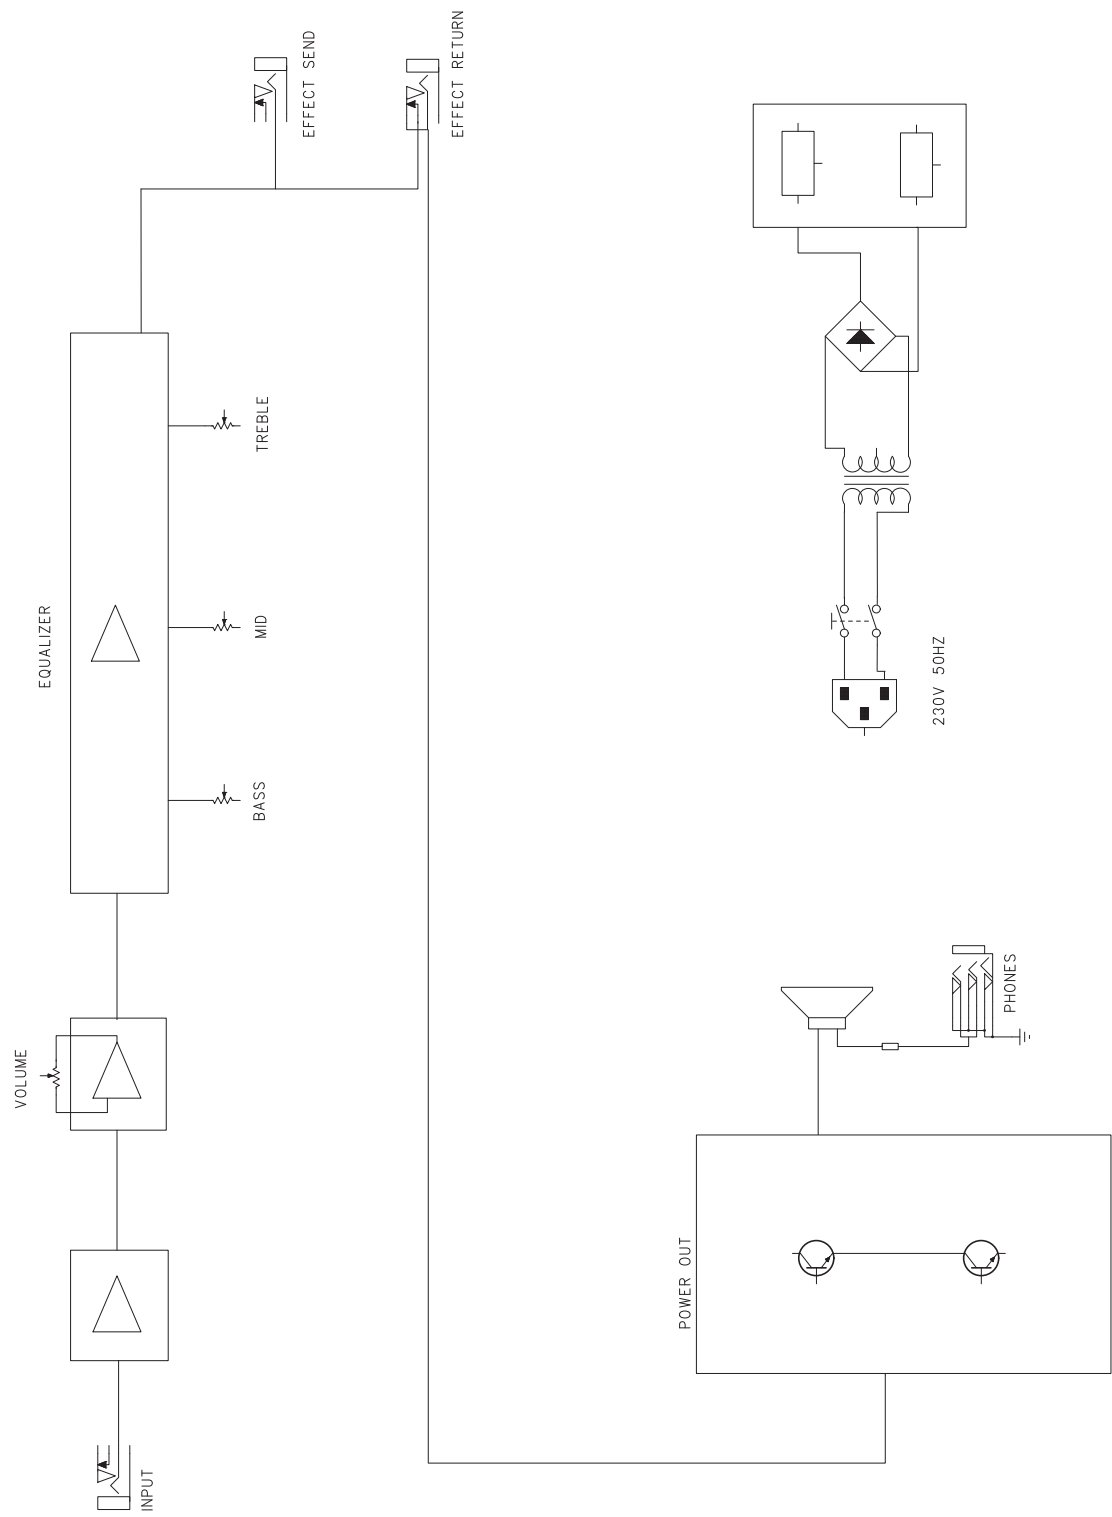 INPUT
VOLUME
EQUALIZER
BASS
MID
TREBLE
EFFECT SEND
EFFECT RETURN
POWER OUT
PHONES
230V 50HZ